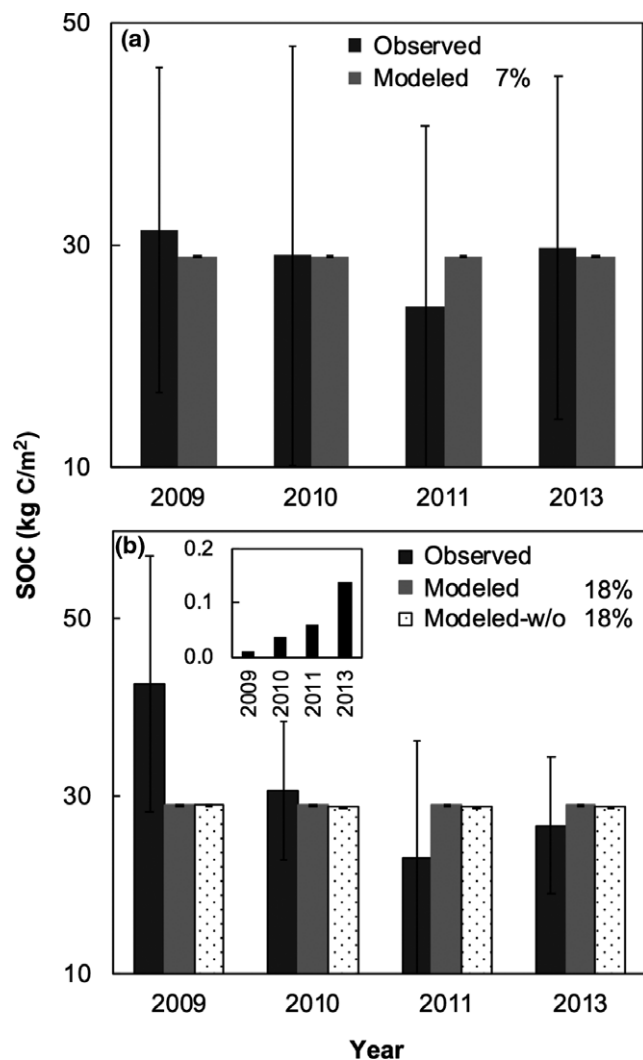 SOC (kg C/m²)
50
30
10
(a)
Observed
Modeled 7%
2009 2010 2011 2013
50
30
10
(b)
0.2
0.1
0.0
2009 2010 2011 2013
Observed
Modeled 18%
Modeled-w/o 18%
2009 2010 2011 2013
Year